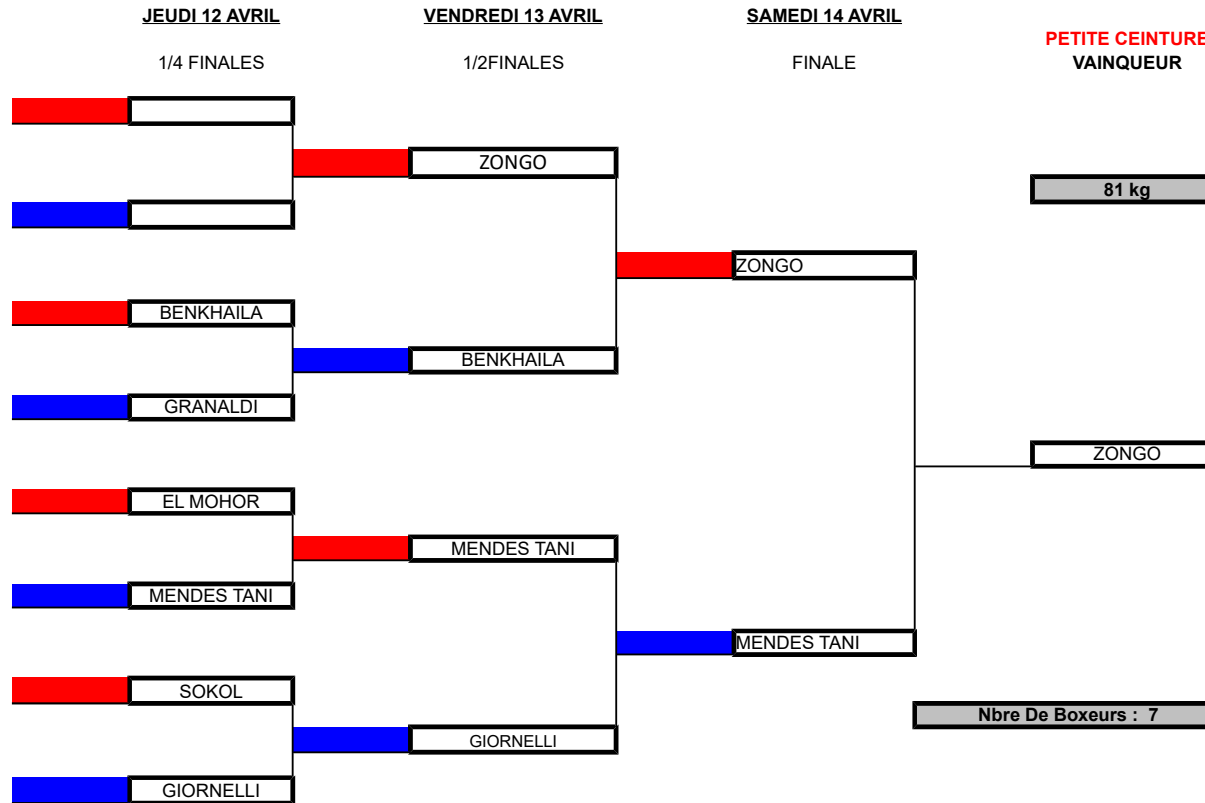 JEUDI 12 AVRIL
VENDREDI 13 AVRIL
SAMEDI 14 AVRIL
PETITE CEINTURE
1/4 FINALES
1/2FINALES
FINALE
VAINQUEUR
ZONGO
81 kg
ZONGO
BENKHAILA
BENKHAILA
GRANALDI
ZONGO
EL MOHOR
MENDES TANI
MENDES TANI
MENDES TANI
SOKOL
Nbre De Boxeurs : 7
GIORNELLI
GIORNELLI